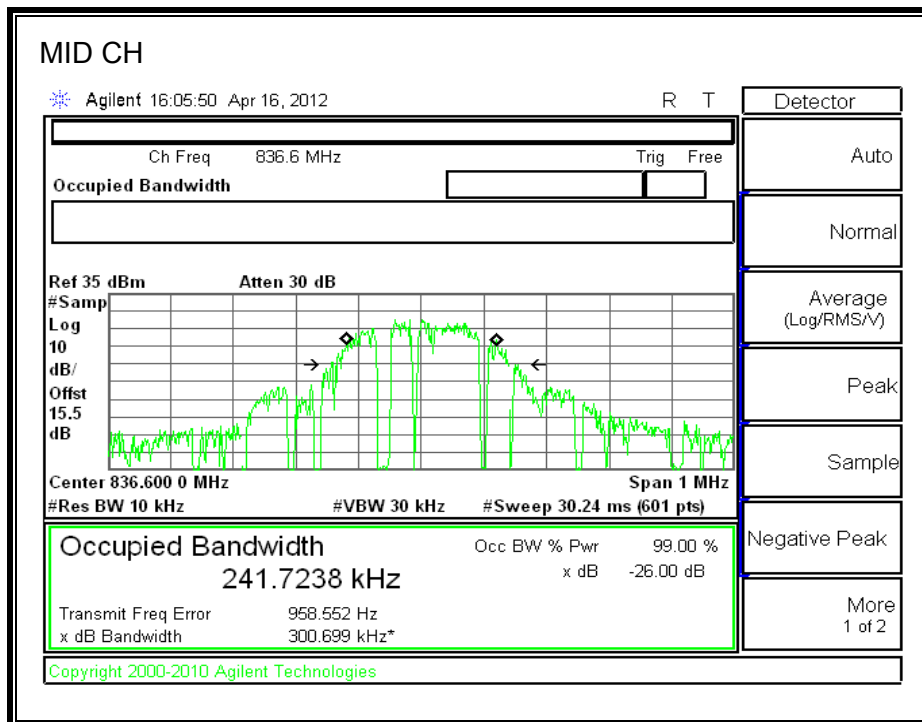 MID CH
Agilent 16:05:50 Apr 16, 2012 R T
Detector
Ch Freq 836.6 MHz Trig Free
Occupied Bandwidth
Auto
Normal
Average
(Log/RMS/V)
Peak
Sample
Negative Peak
More
1 of 2
Ref 35 dBm Atten 30 dB
#Samp
Log
10
dB/
Offst
15.5
dB
Center 836.600 0 MHz Span 1 MHz
#Res BW 10 kHz #VBW 30 kHz #Sweep 30.24 ms (601 pts)
Occupied Bandwidth Occ BW % Pwr 99.00 %
241.7238 kHz x dB -26.00 dB
Transmit Freq Error 958.552 Hz
x dB Bandwidth 300.699 kHz*
Copyright 2000-2010 Agilent Technologies